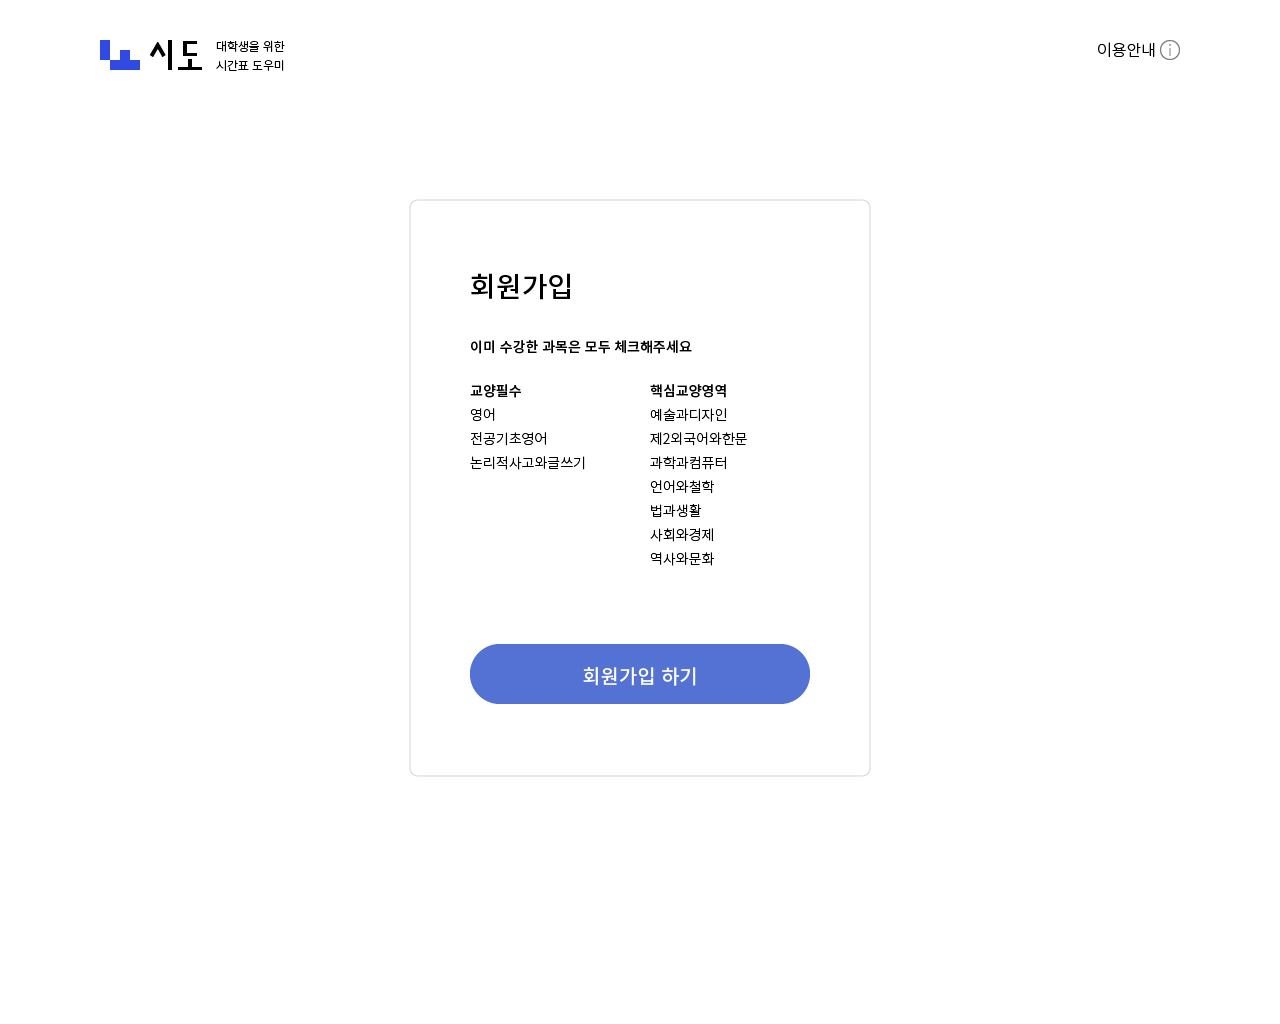 시도
대학생을 위한
시간표 도우미
이용안내
회원가입
이미 수강한 과목은 모두 체크해주세요
교양필수
영어
전공기초영어
논리적사고와글쓰기
핵심교양영역
예술과디자인
제2외국어와한문
과학과컴퓨터
언어와철학
법과생활
사회와경제
역사와문화
회원가입 하기